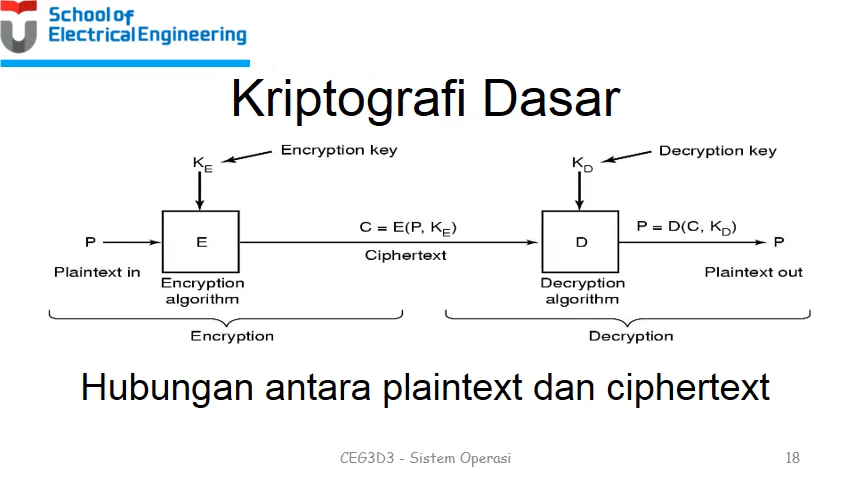 School of
Electrical Engineering
Kriptografi Dasar
Encryption key
Decryption key
KE
KD
C = E(P, KE)
P = D(C, KD)
P
E
D
P
Ciphertext
Plaintext in
Encryption
algorithm
Decryption
algorithm
Plaintext out
Encryption
Decryption
Hubungan antara plaintext dan ciphertext
CEG3D3 - Sistem Operasi
18